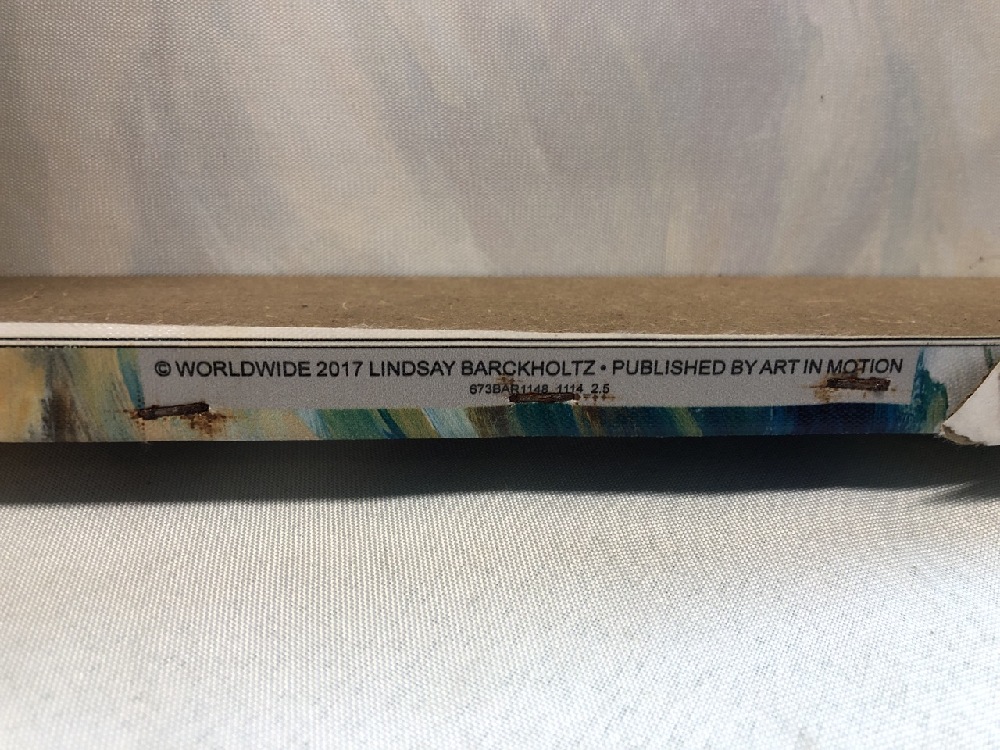 © WORLDWIDE 2017 LINDSAY BARCKHOLTZ • PUBLISHED BY ART IN MOTION
673BAR1148_1114_2.5